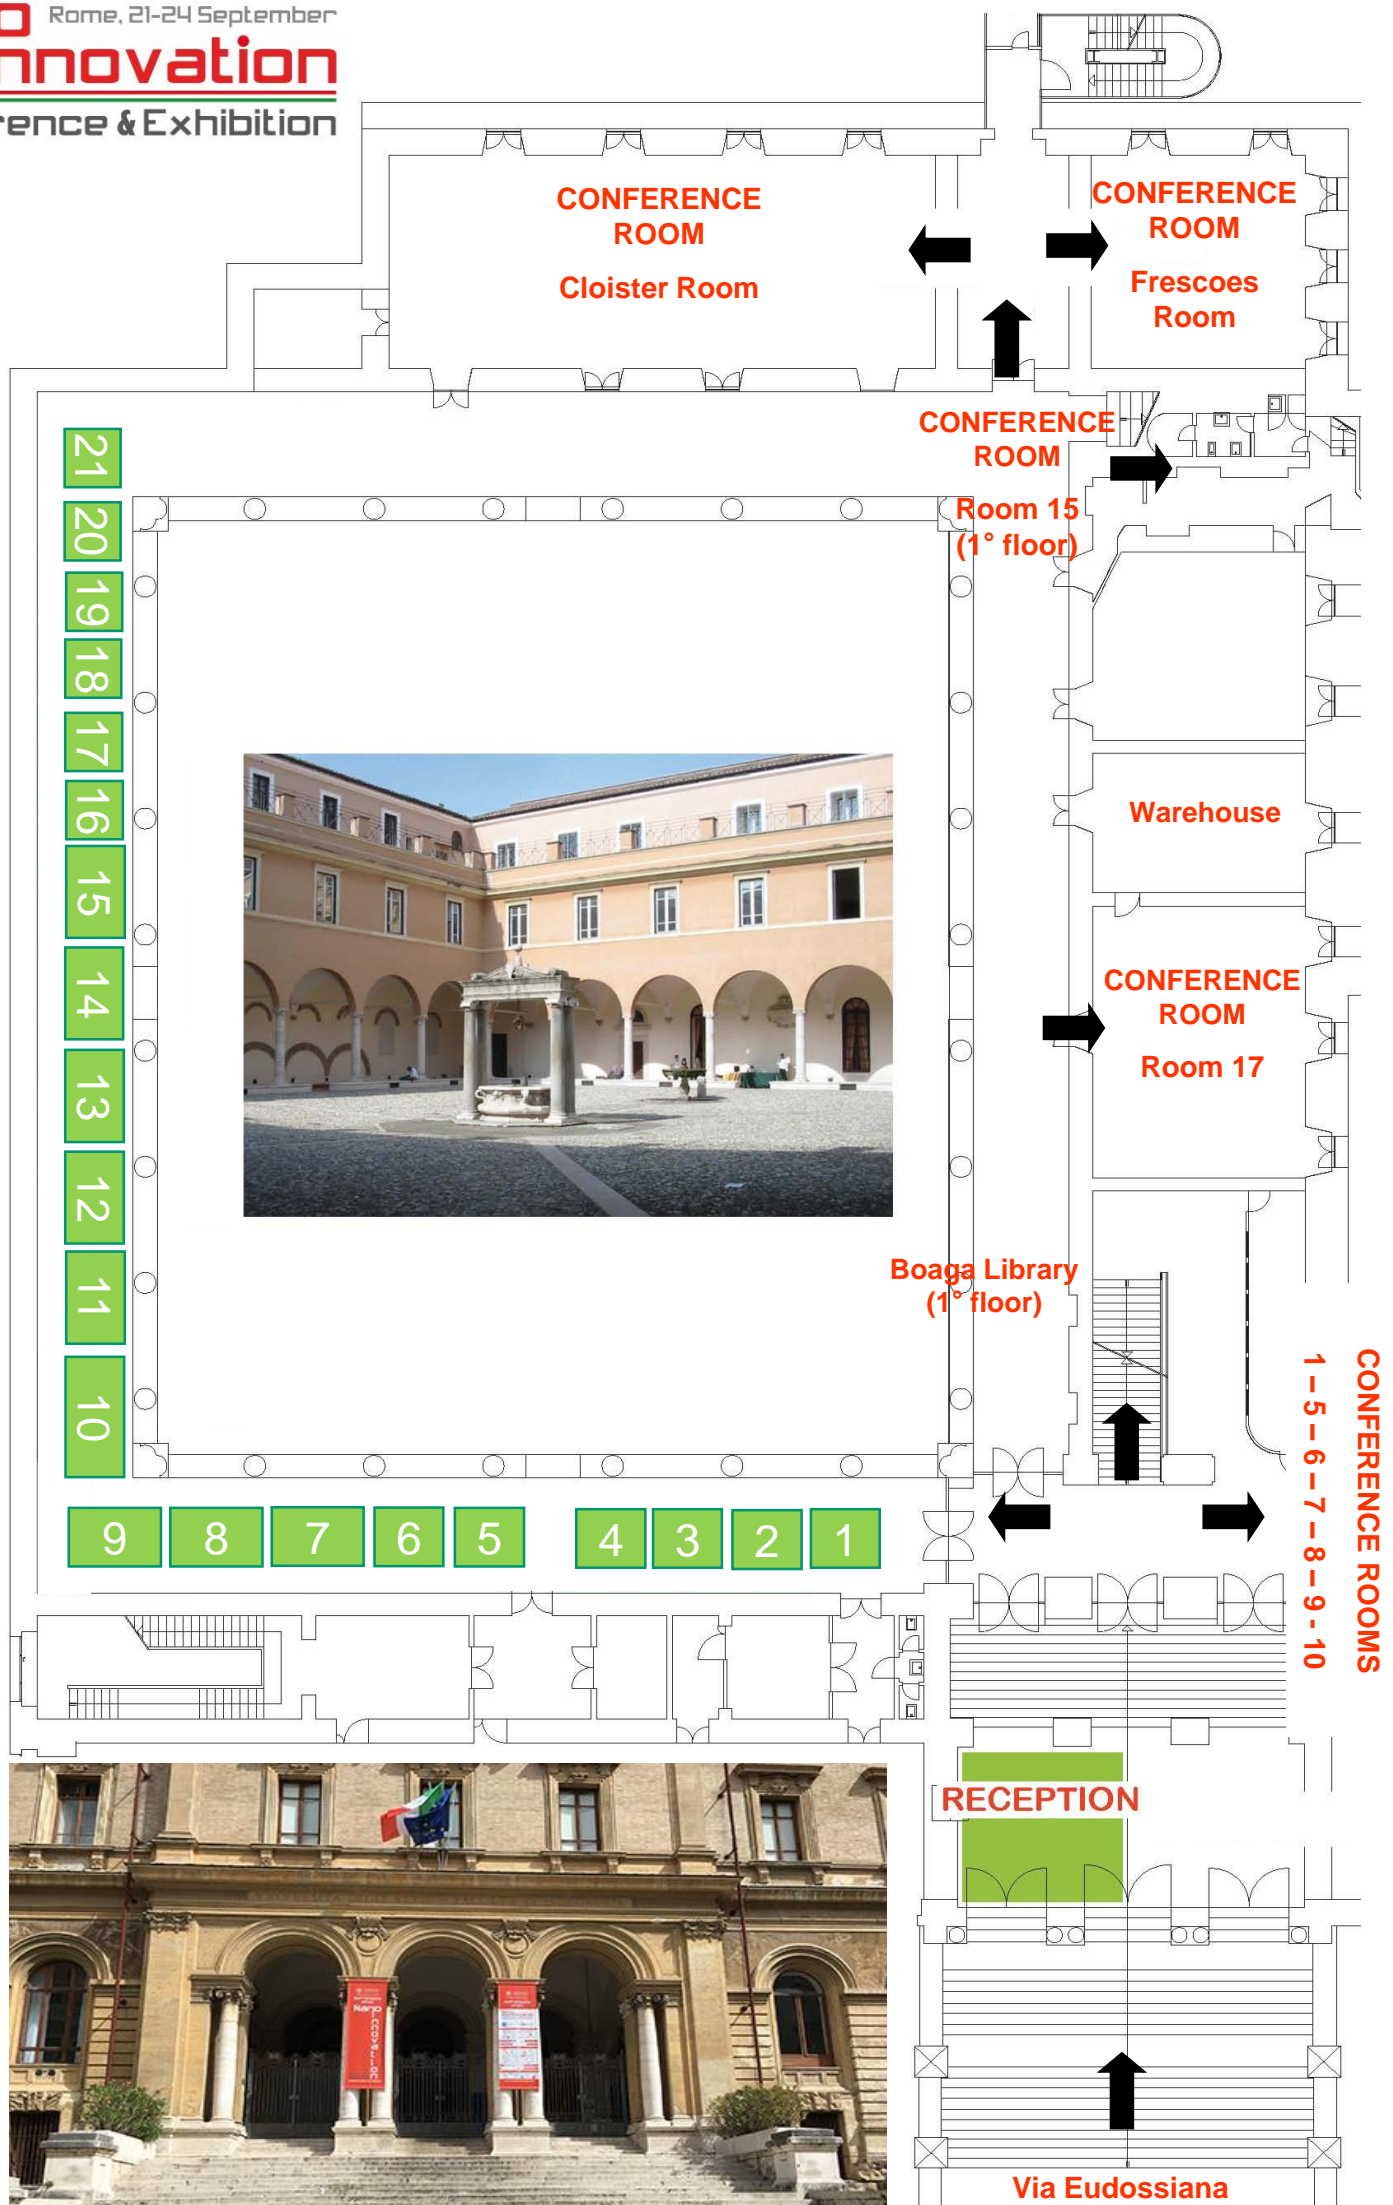 Rome, 21-24 September
nnovation
rence & Exhibition
CONFERENCE
ROOM
Cloister Room
CONFERENCE
ROOM
Frescoes
Room
CONFERENCE
ROOM
Room 15
(1° floor)
21
20
19
18
17
16
15
14
13
12
11
10
9
8
7
6
5
4
3
2
1
Warehouse
CONFERENCE
ROOM
Room 17
Boaga Library
(1° floor)
CONFERENCE ROOMS
1 – 5 – 6 – 7 – 8 – 9 - 10
RECEPTION
Nano
innovation
Via Eudossiana